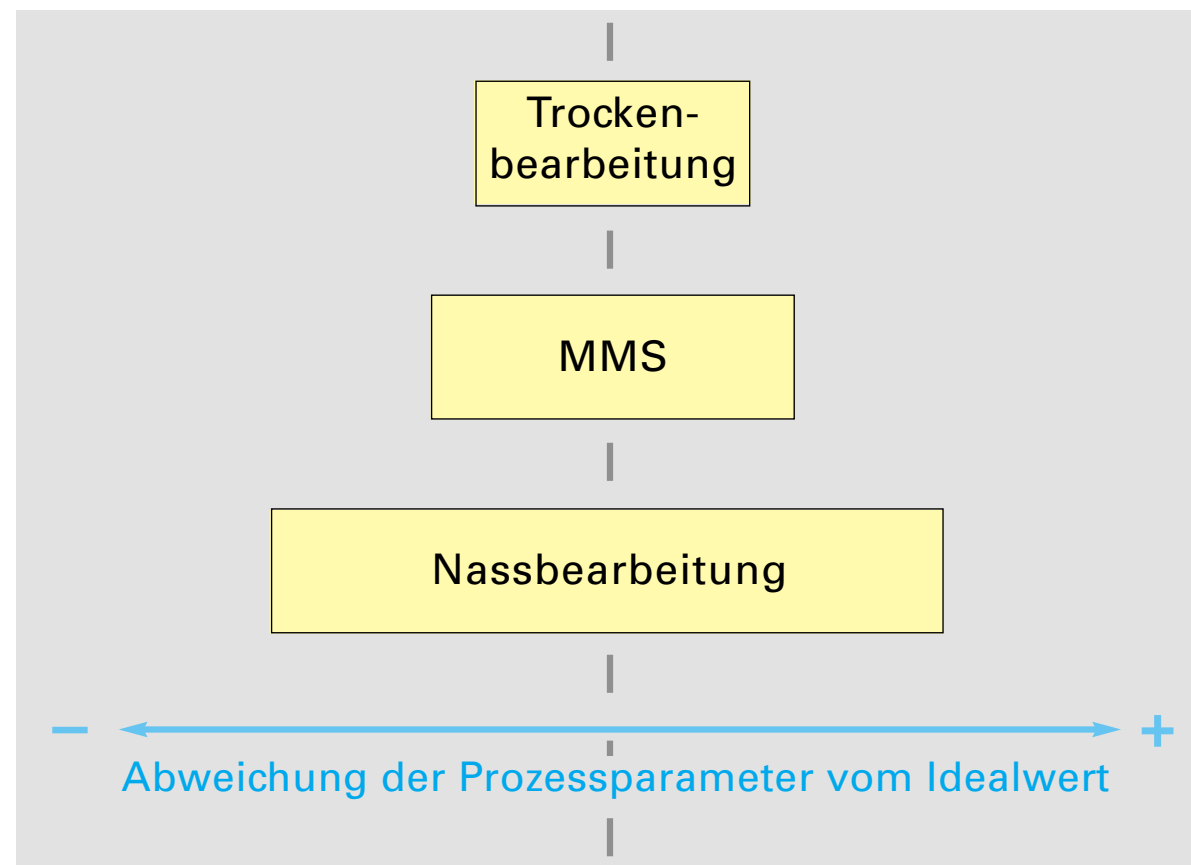 Trocken-
bearbeitung
MMS
Nassbearbeitung
− +
Abweichung der Prozessparameter vom Idealwert